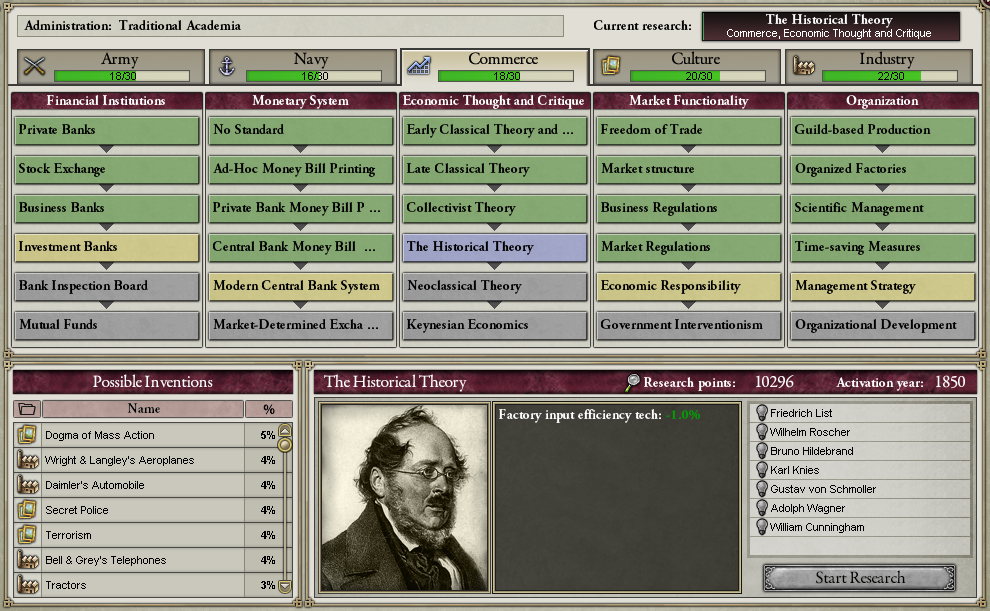 Administration: Traditional Academia
Current research:
The Historical Theory
Commerce, Economic Thought and Critique
Army
18/30
Navy
16/30
Commerce
18/30
Culture
20/30
Industry
22/30
Financial Institutions
Private Banks
Stock Exchange
Business Banks
Investment Banks
Bank Inspection Board
Mutual Funds
Monetary System
No Standard
Ad-Hoc Money Bill Printing
Private Bank Money Bill P ...
Central Bank Money Bill ...
Modern Central Bank System
Market-Determined Excha ...
Economic Thought and Critique
Early Classical Theory and ...
Late Classical Theory
Collectivist Theory
The Historical Theory
Neoclassical Theory
Keynesian Economics
Market Functionality
Freedom of Trade
Market structure
Business Regulations
Market Regulations
Economic Responsibility
Government Interventionism
Organization
Guild-based Production
Organized Factories
Scientific Management
Time-saving Measures
Management Strategy
Organizational Development
Possible Inventions
Name %
Dogma of Mass Action 5%
Wright & Langley's Aeroplanes 4%
Daimler's Automobile 4%
Secret Police 4%
Terrorism 4%
Bell & Grey's Telephones 4%
Tractors 3%
The Historical Theory
Research points: 10296
Activation year: 1850
Factory input efficiency tech: -1.0%
Friedrich List
Wilhelm Roscher
Bruno Hildebrand
Karl Knies
Gustav von Schmoller
Adolph Wagner
William Cunningham
Start Research